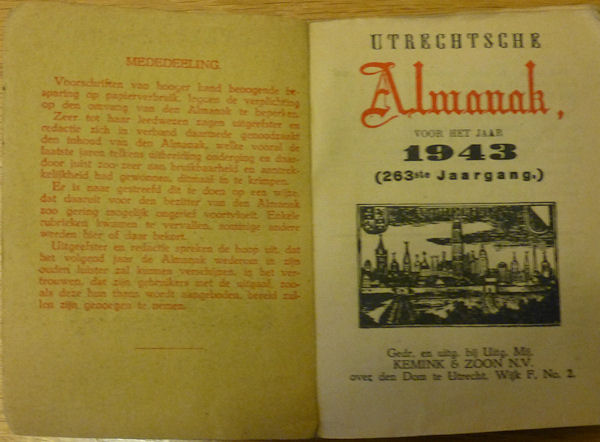 MEDEDEELING.
Voorschriften van hooger hand beoogende be-
sparing op papierverbruik, leggen de verplichting
op den omvang van den Almanak te beperken.
Zeer tot haar leedwezen zagen uitgeefster en
redactie zich in verband daarmede genoodzaakt
den inhoud van den Almanak, welke vooral de
laatste jaren telkens uitbreiding onderging en daar-
door juist zoo zeer aan bruikbaarheid en aantrek-
kelijkheid had gewonnen, ditmaal in te krimpen.
Er is naar gestreefd dit te doen op een wijze,
dat daaruit voor den bezitter van den Almanak
zoo gering mogelijk ongerief voortvloeit. Enkele
rubrieken kwamen te vervallen, sommige andere
werden hier of daar bekort.
Uitgeefster en redactie spreken de hoop uit, dat
het volgend jaar de Almanak wederom in zijn
ouden luister zal kunnen verschijnen, in het ver-
trouwen, dat zijn gebruikers met de uitgaaf, zoo-
als deze hun thans wordt aangeboden, bereid zul-
len zijn genoegen te nemen.
UTRECHTSCHE
Almanak,
VOOR HET JAAR
1943
(263ste Jaargang.)
Gedr. en uitg. bij Uitg. Mij.
KEMINK & ZOON N.V.
over den Dom te Utrecht, Wijk F, No. 2.